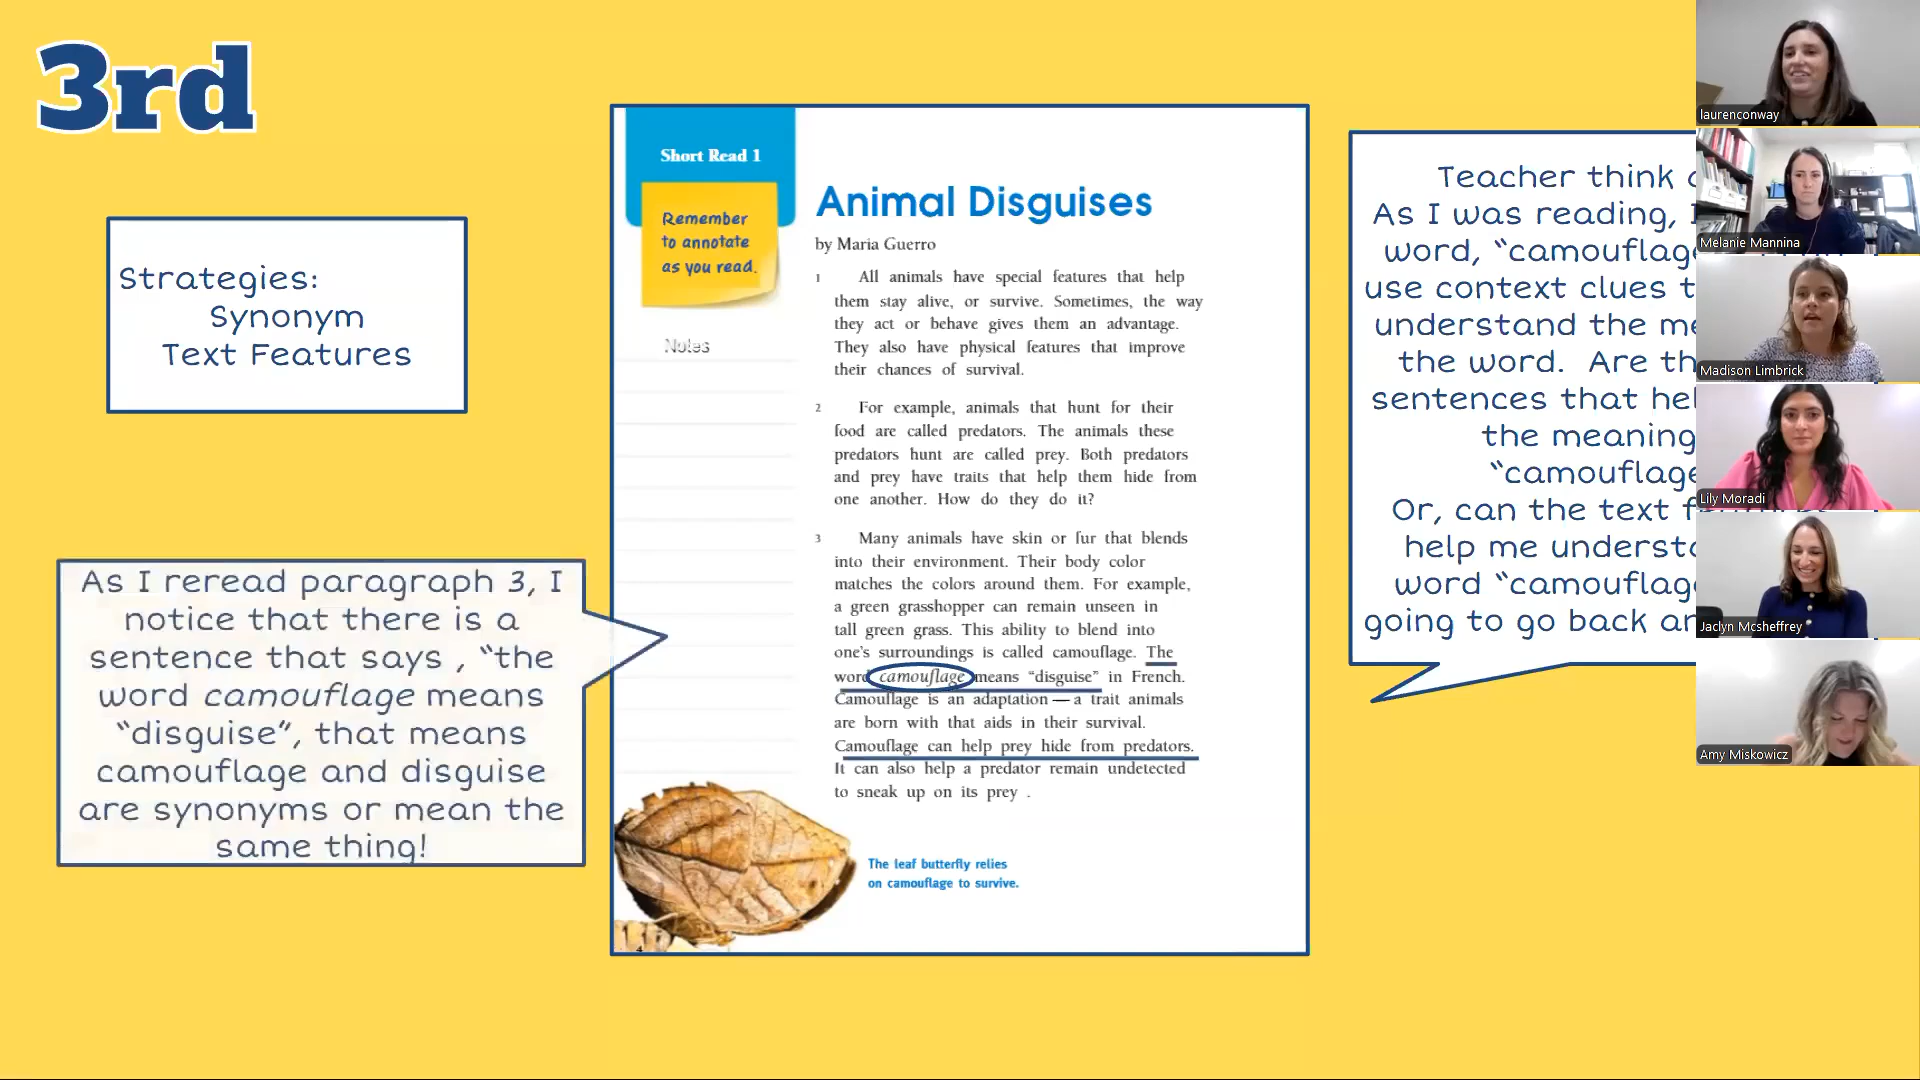 3rd
Strategies:
Synonym
Text Features
As I reread paragraph 3, I
notice that there is a
sentence that says , “the
word camouflage means
“disguise”, that means
camouflage and disguise
are synonyms or mean the
same thing!
Short Read 1
Remember
to annotate
as you read.
Notes
Animal Disguises
by Maria Guerro
1 All animals have special features that help
them stay alive, or survive. Sometimes, the way
they act or behave gives them an advantage.
They also have physical features that improve
their chances of survival.
2 For example, animals that hunt for their
food are called predators. The animals these
predators hunt are called prey. Both predators
and prey have traits that help them hide from
one another. How do they do it?
3 Many animals have skin or fur that blends
into their environment. Their body color
matches the colors around them. For example,
a green grasshopper can remain unseen in
tall green grass. This ability to blend into
one’s surroundings is called camouflage. The
word camouflage means “disguise” in French.
Camouflage is an adaptation — a trait animals
are born with that aids in their survival.
Camouflage can help prey hide from predators.
It can also help a predator remain undetected
to sneak up on its prey .
The leaf butterfly relies
on camouflage to survive.
4
Teacher think
As I was reading,
word, “camouflag
use context clues
understand the
the word. Are
sentences that
the meaning
“camouflage
Or, can the text
help me
word “camouflag
going to go back
laurenconway
Melanie Mannina
Madison Limbrick
Lily Moradi
Jaclyn Mcsheffrey
Amy Miskowicz